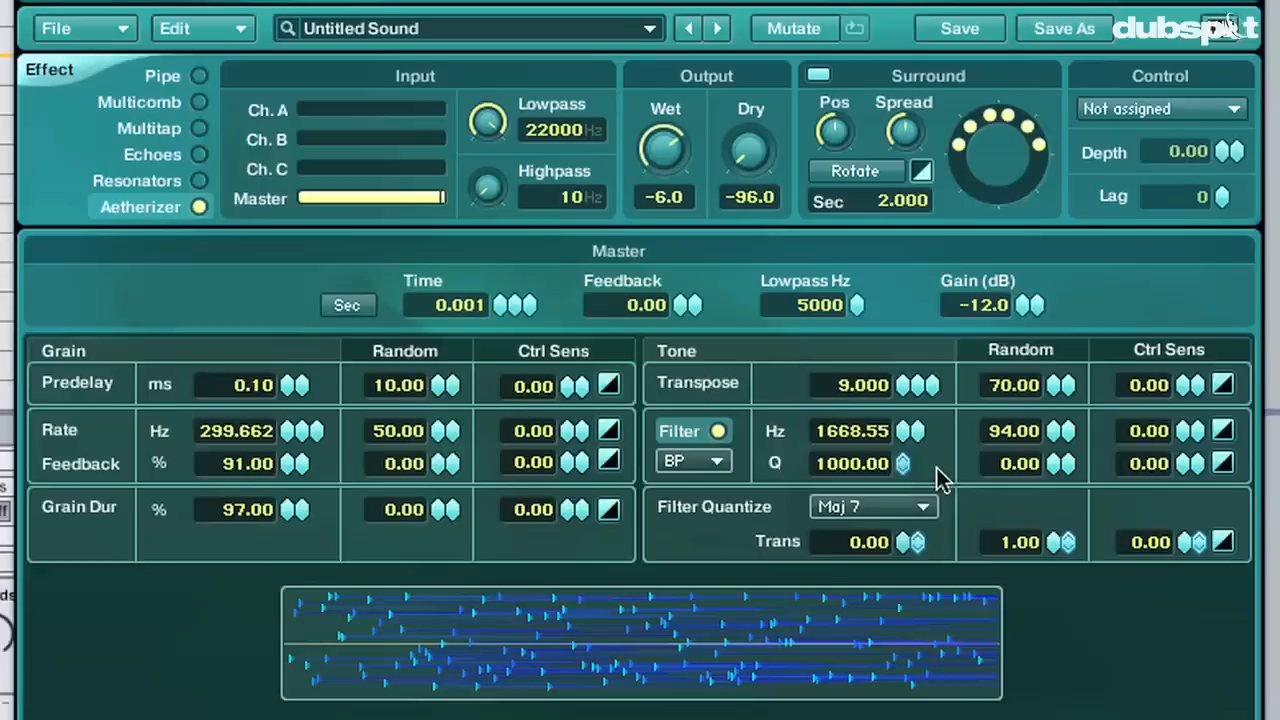 File Edit Untitled Sound Mutate Save Save As dubspot
Effect
Pipe
Multicomb
Multitap
Echoes
Resonators
Aetherizer
Input
Ch. A
Ch. B
Ch. C
Master
Lowpass
22000 Hz
Highpass
10 Hz
Output
Wet Dry
-6.0 -96.0
Surround
Pos Spread
Rotate
Sec 2.000
Control
Not assigned
Depth 0.00
Lag 0
Master
Time Feedback Lowpass Hz Gain (dB)
Sec 0.001 0.00 5000 -12.0
Grain Random Ctrl Sens
Predelay ms 0.10 10.00 0.00
Rate Hz 299.662 50.00 0.00
Feedback % 91.00 0.00 0.00
Grain Dur % 97.00 0.00 0.00
Tone Random Ctrl Sens
Transpose 9.000 70.00 0.00
Filter Hz 1668.55 94.00 0.00
BP Q 1000.00 0.00 0.00
Filter Quantize Maj 7
Trans 0.00 1.00 0.00